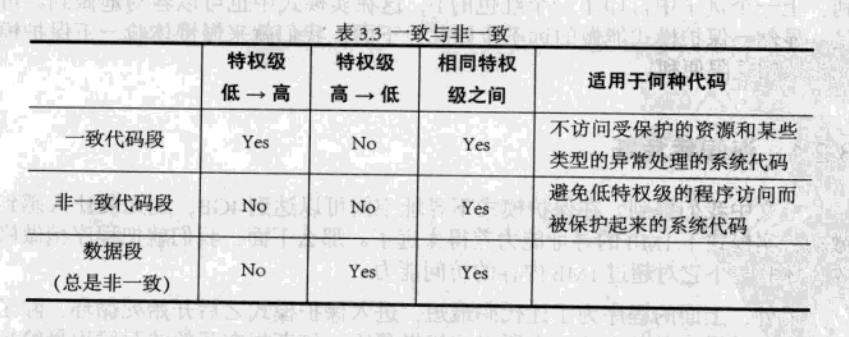 表 3.3 一致与非一致
特权级 低 → 高 特权级 高 → 低 相同特权级之间 适用于何种代码
一致代码段 Yes No Yes 不访问受保护的资源和某些
类型的异常处理的系统代码
非一致代码段 No No Yes 避免低特权级的程序访问而
被保护起来的系统代码
数据段
(总是非一致) No Yes Yes